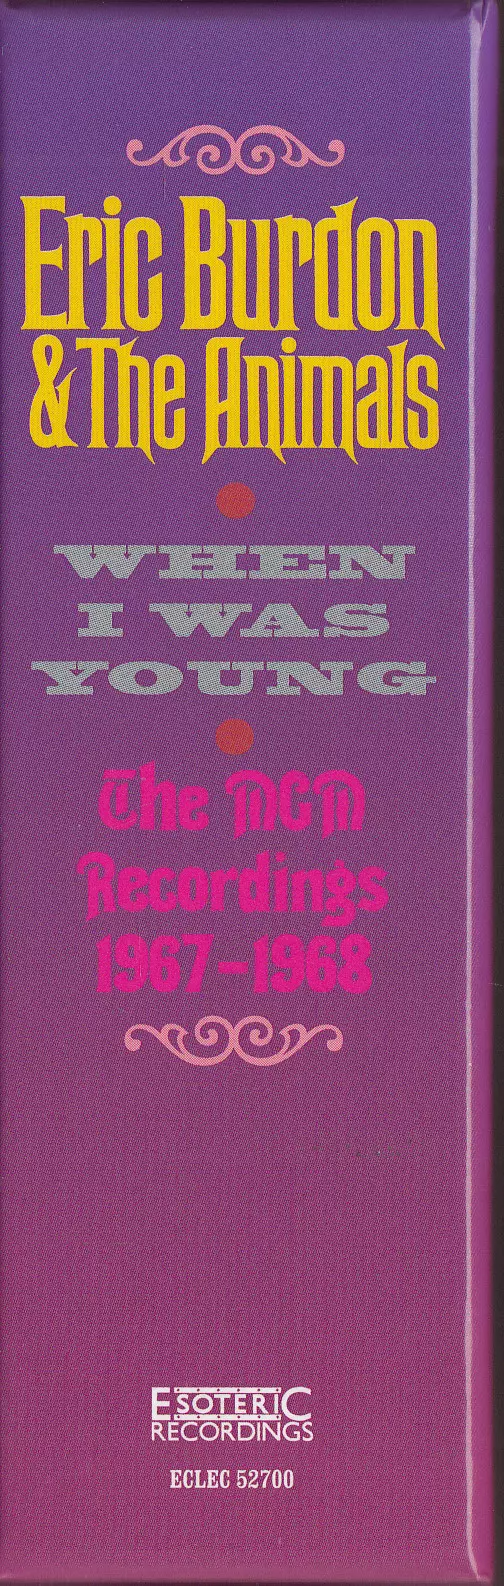 Eric Burdon
& The Animals
WHEN
I WAS
YOUNG
The MGM
Recordings
1967–1968
ESOTERIC
RECORDINGS
ECLEC 52700